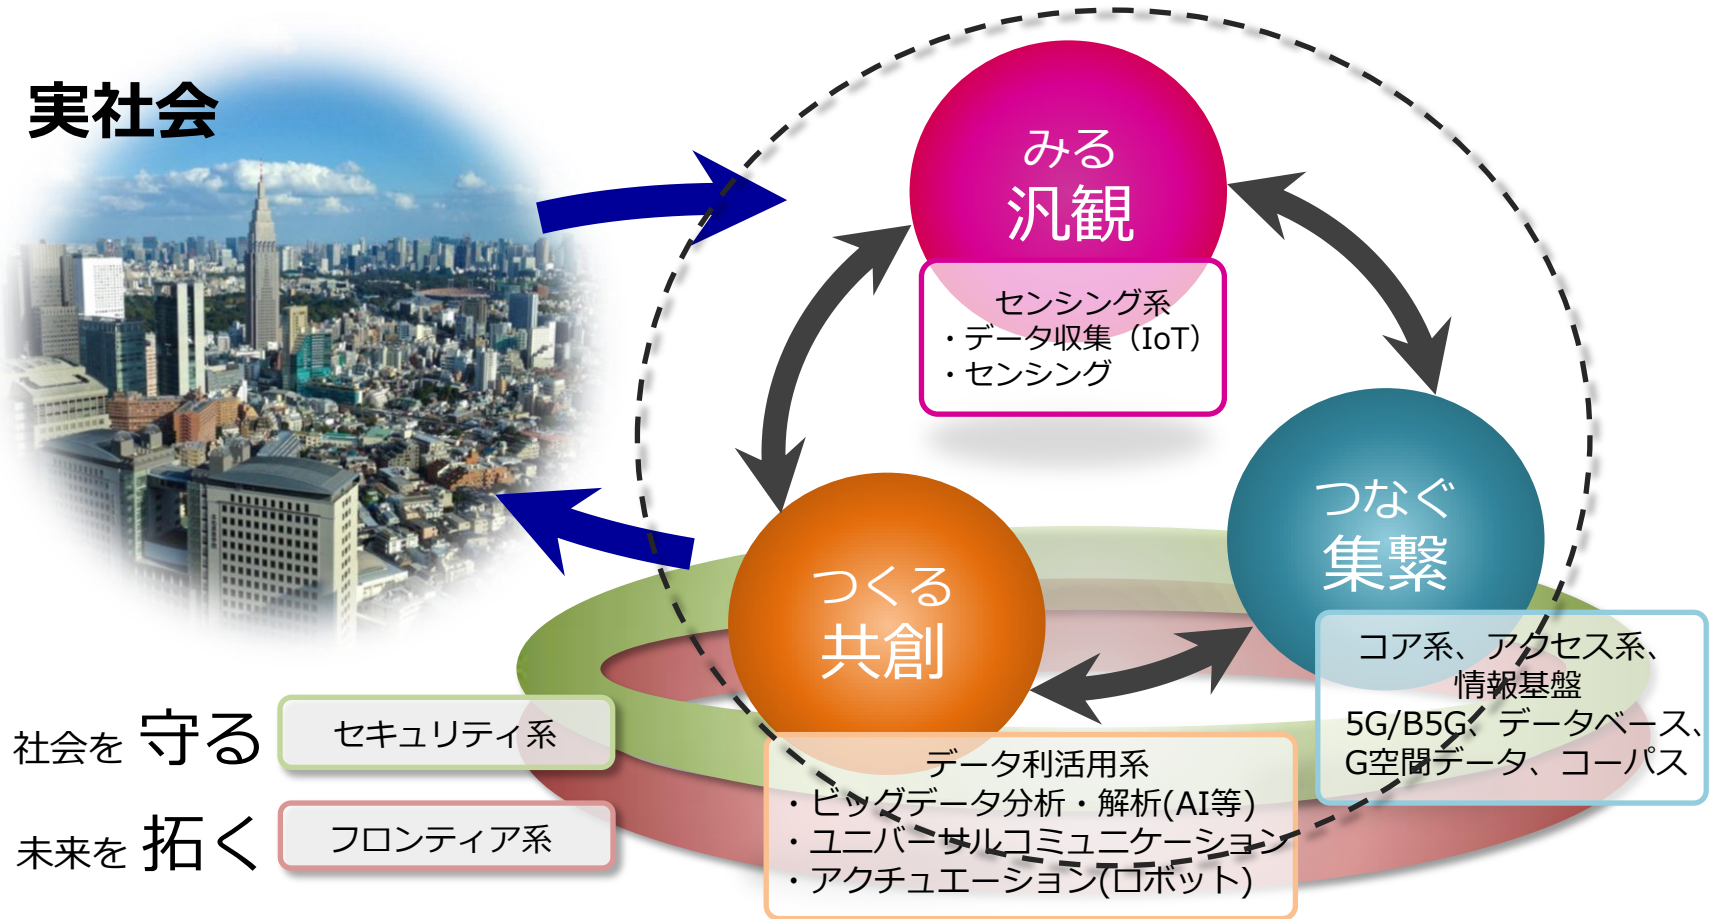 実社会
みる
汎観
センシング系
・データ収集（IoT）
・センシング
つなぐ
集繋
コア系、アクセス系、
情報基盤
5G/B5G、データベース、
G空間データ、コーパス
つくる
共創
データ利活用系
・ビッグデータ分析・解析(AI等)
・ユニバーサルコミュニケーション
・アクチュエーション(ロボット)
社会を 守る
セキュリティ系
未来を 拓く
フロンティア系